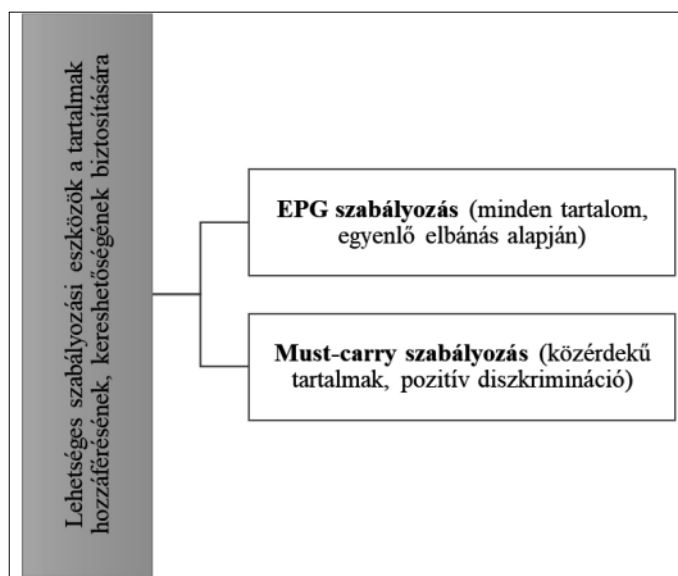 Lehetséges szabályozási eszközök a tartalmak
hozzáférésének, kereshetőségének biztosítására
EPG szabályozás (minden tartalom,
egyenlő elbánás alapján)
Must-carry szabályozás (közérdekű
tartalmak, pozitív diszkrimináció)